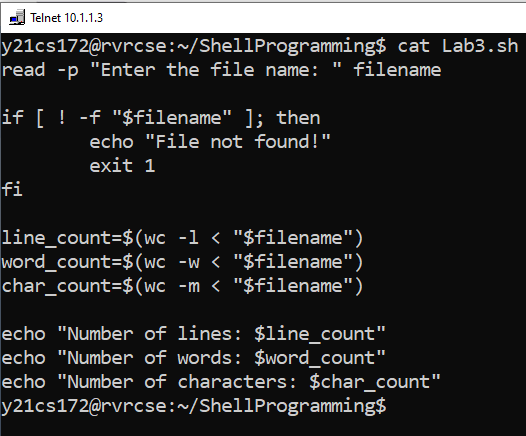 Telnet 10.1.1.3
y21cs172@rvrcse:~/ShellProgramming$ cat Lab3.sh
read -p "Enter the file name: " filename

if [ ! -f "$filename" ]; then
        echo "File not found!"
        exit 1
fi

line_count=$(wc -l < "$filename")
word_count=$(wc -w < "$filename")
char_count=$(wc -m < "$filename")

echo "Number of lines: $line_count"
echo "Number of words: $word_count"
echo "Number of characters: $char_count"
y21cs172@rvrcse:~/ShellProgramming$